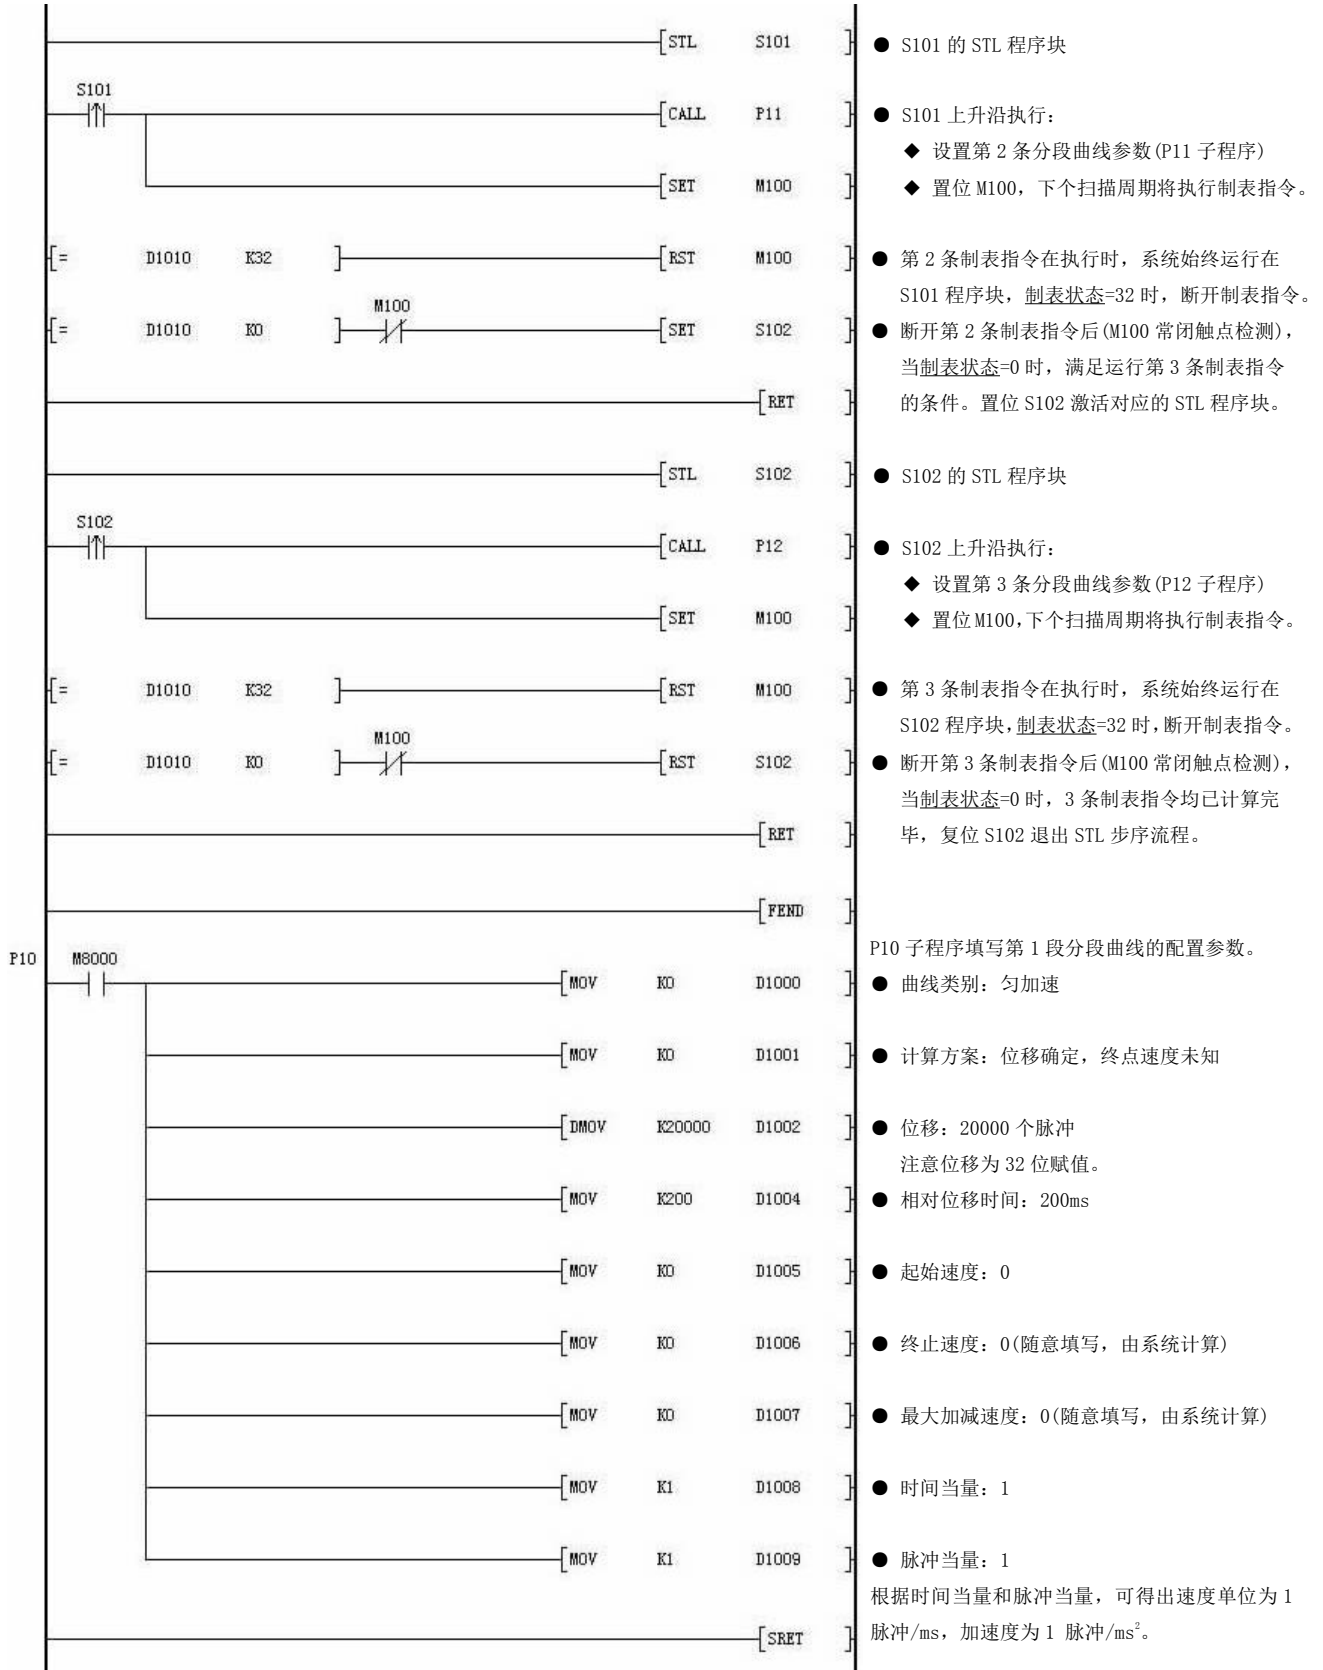 [STL S101]
● S101 的 STL 程序块
S101
[CALL P11]
● S101 上升沿执行：
◆ 设置第 2 条分段曲线参数(P11 子程序)
[SET M100]
◆ 置位 M100，下个扫描周期将执行制表指令。
[= D1010 K32] [RST M100]
● 第 2 条制表指令在执行时，系统始终运行在
S101 程序块，制表状态=32 时，断开制表指令。
M100
[= D1010 K0] [SET S102]
● 断开第 2 条制表指令后(M100 常闭触点检测)，
当制表状态=0 时，满足运行第 3 条制表指令
[RET]
的条件。置位 S102 激活对应的 STL 程序块。
[STL S102]
● S102 的 STL 程序块
S102
[CALL P12]
● S102 上升沿执行：
◆ 设置第 3 条分段曲线参数(P12 子程序)
[SET M100]
◆ 置位 M100，下个扫描周期将执行制表指令。
[= D1010 K32] [RST M100]
● 第 3 条制表指令在执行时，系统始终运行在
S102 程序块，制表状态=32 时，断开制表指令。
M100
[= D1010 K0] [RST S102]
● 断开第 3 条制表指令后(M100 常闭触点检测)，
当制表状态=0 时，3 条制表指令均已计算完
[RET]
毕，复位 S102 退出 STL 步序流程。
[FEND]
P10 子程序填写第 1 段分段曲线的配置参数。
P10 M8000
[MOV K0 D1000]
● 曲线类别：匀加速
[MOV K0 D1001]
● 计算方案：位移确定，终点速度未知
[DMOV K20000 D1002]
● 位移：20000 个脉冲
注意位移为 32 位赋值。
[MOV K200 D1004]
● 相对位移时间：200ms
[MOV K0 D1005]
● 起始速度：0
[MOV K0 D1006]
● 终止速度：0(随意填写，由系统计算)
[MOV K0 D1007]
● 最大加减速度：0(随意填写，由系统计算)
[MOV K1 D1008]
● 时间当量：1
[MOV K1 D1009]
● 脉冲当量：1
根据时间当量和脉冲当量，可得出速度单位为 1
[SRET]
脉冲/ms，加速度为 1 脉冲/ms²。